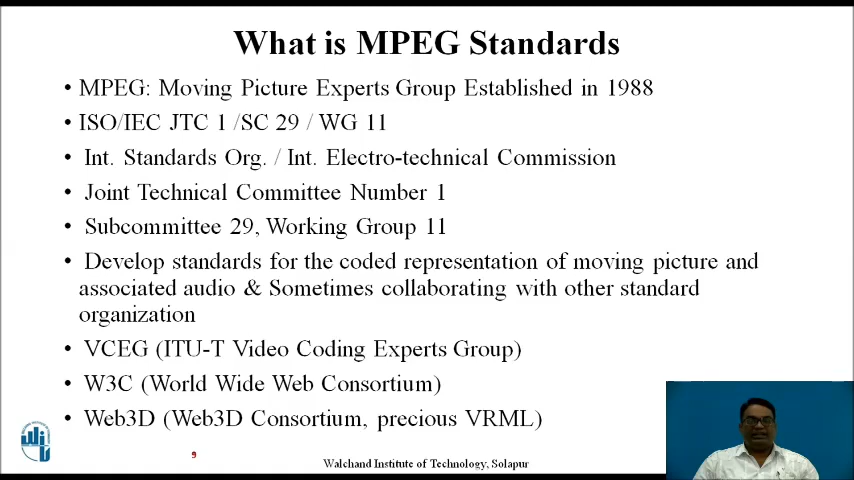 What is MPEG Standards
• MPEG: Moving Picture Experts Group Established in 1988
• ISO/IEC JTC 1 /SC 29 / WG 11
• Int. Standards Org. / Int. Electro-technical Commission
• Joint Technical Committee Number 1
• Subcommittee 29, Working Group 11
• Develop standards for the coded representation of moving picture and
associated audio & Sometimes collaborating with other standard
organization
• VCEG (ITU-T Video Coding Experts Group)
• W3C (World Wide Web Consortium)
• Web3D (Web3D Consortium, precious VRML)
9
Walchand Institute of Technology, Solapur